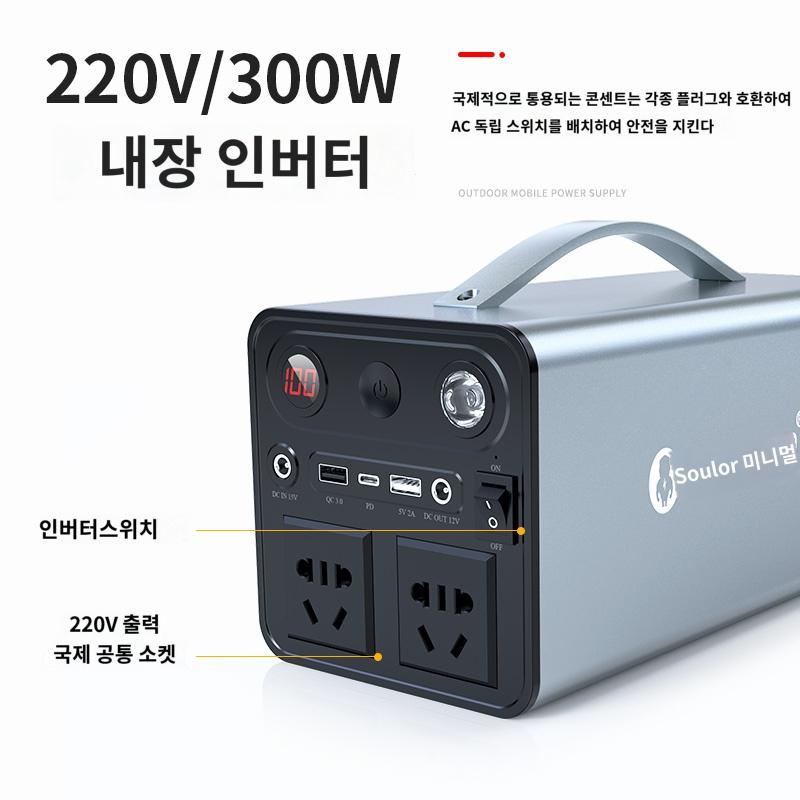 220V/300W
내장 인버터
국제적으로 통용되는 콘센트는 각종 플러그와 호환하여
AC 독립 스위치를 배치하여 안전을 지킨다
OUTDOOR MOBILE POWER SUPPLY
100
Soulor 미니멀
ON
DC IN 15V
QC 3.0
PD
5V 2A
DC OUT 12V
OFF
인버터스위치
220V 출력
국제 공통 소켓